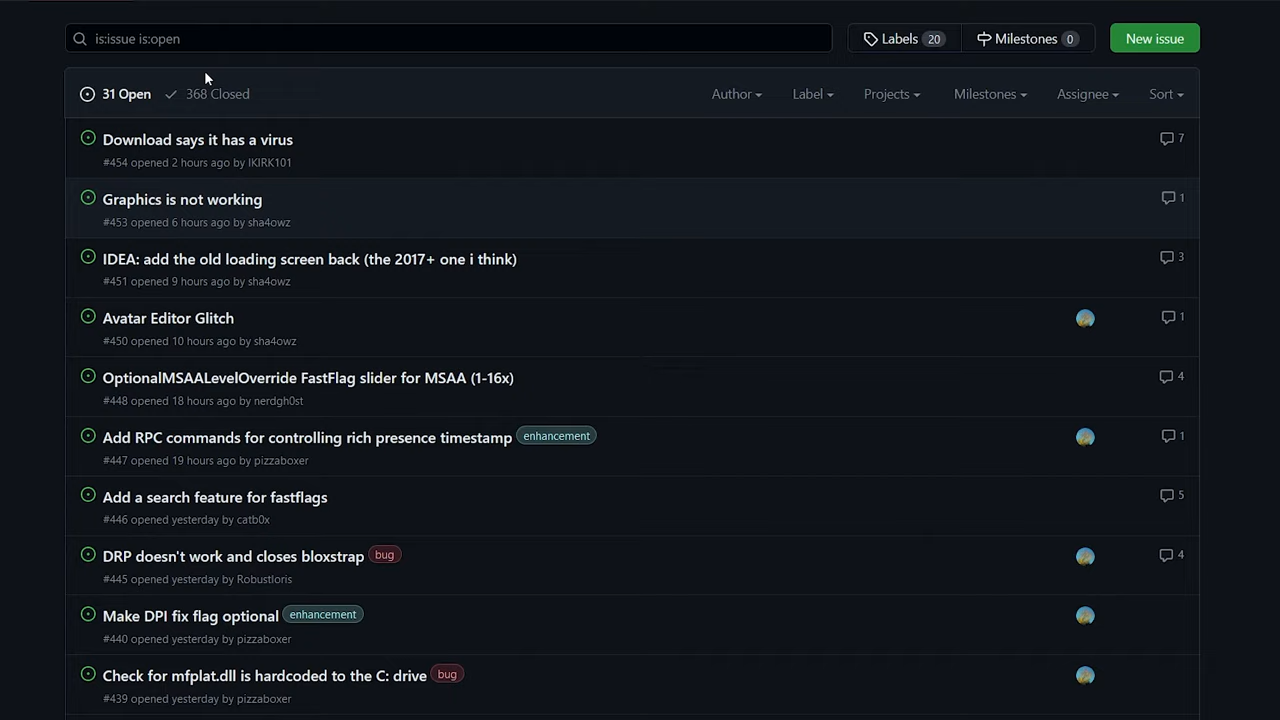 is:issue is:open
Labels 20
Milestones 0
New issue
31 Open
368 Closed
Author
Label
Projects
Milestones
Assignee
Sort
Download says it has a virus
7
#454 opened 2 hours ago by IKIRK101
Graphics is not working
1
#453 opened 6 hours ago by sha4owz
IDEA: add the old loading screen back (the 2017+ one i think)
3
#451 opened 9 hours ago by sha4owz
Avatar Editor Glitch
1
#450 opened 10 hours ago by sha4owz
OptionalMSAALevelOverride FastFlag slider for MSAA (1-16x)
4
#448 opened 18 hours ago by nerdgh0st
Add RPC commands for controlling rich presence timestamp enhancement
1
#447 opened 19 hours ago by pizzaboxer
Add a search feature for fastflags
5
#446 opened yesterday by catb0x
DRP doesn't work and closes bloxstrap bug
4
#445 opened yesterday by Robustloris
Make DPI fix flag optional enhancement
#440 opened yesterday by pizzaboxer
Check for mfplat.dll is hardcoded to the C: drive bug
#439 opened yesterday by pizzaboxer